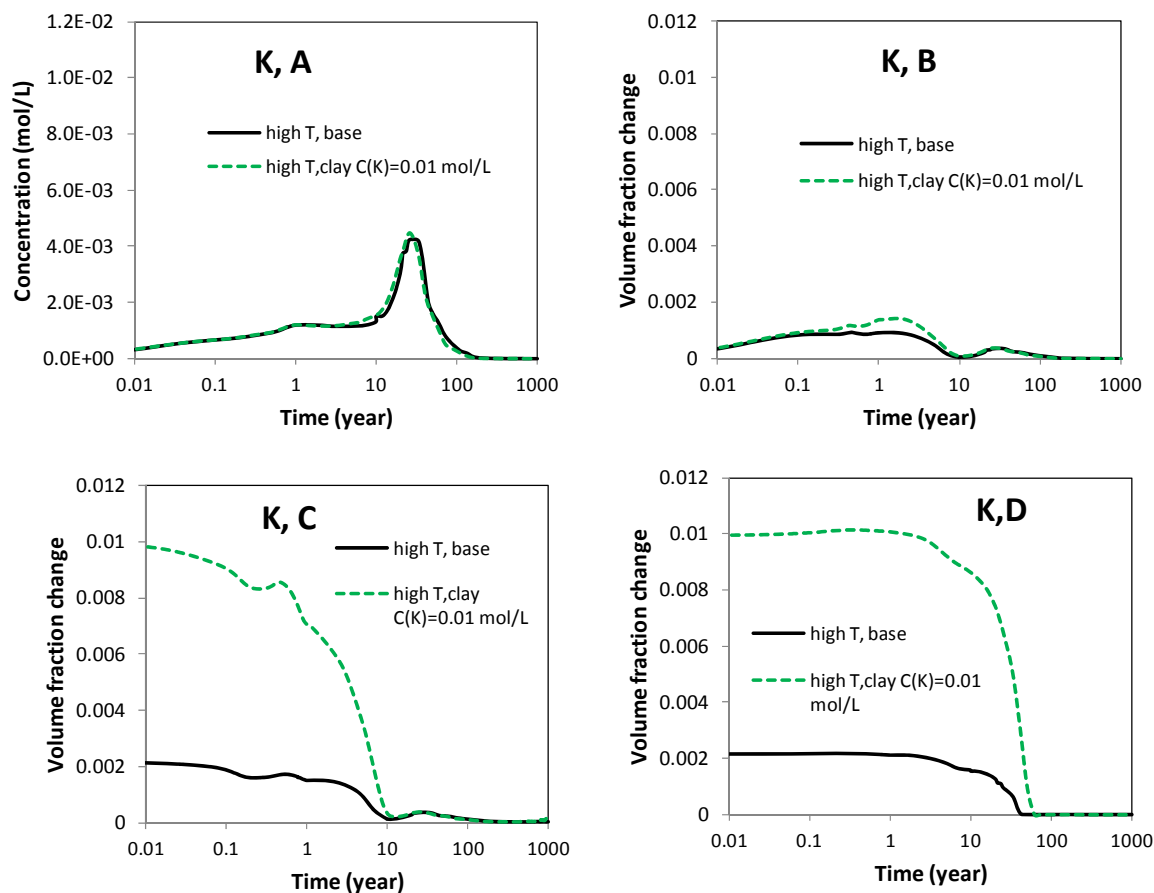 K, A
Concentration (mol/L)
1.2E-02
1.0E-02
8.0E-03
6.0E-03
4.0E-03
2.0E-03
0.0E+00
high T, base
high T,clay C(K)=0.01 mol/L
0.01
0.1
1
10
100
1000
Time (year)
K, B
Volume fraction change
0.012
0.01
0.008
0.006
0.004
0.002
0
high T, base
high T,clay C(K)=0.01 mol/L
0.01
0.1
1
10
100
1000
Time (year)
K, C
Volume fraction change
0.012
0.01
0.008
0.006
0.004
0.002
0
high T, base
high T,clay
C(K)=0.01 mol/L
0.01
0.1
1
10
100
1000
Time (year)
K,D
Volume fraction change
0.012
0.01
0.008
0.006
0.004
0.002
0
high T, base
high T,clay C(K)=0.01
mol/L
0.01
0.1
1
10
100
1000
Time (year)